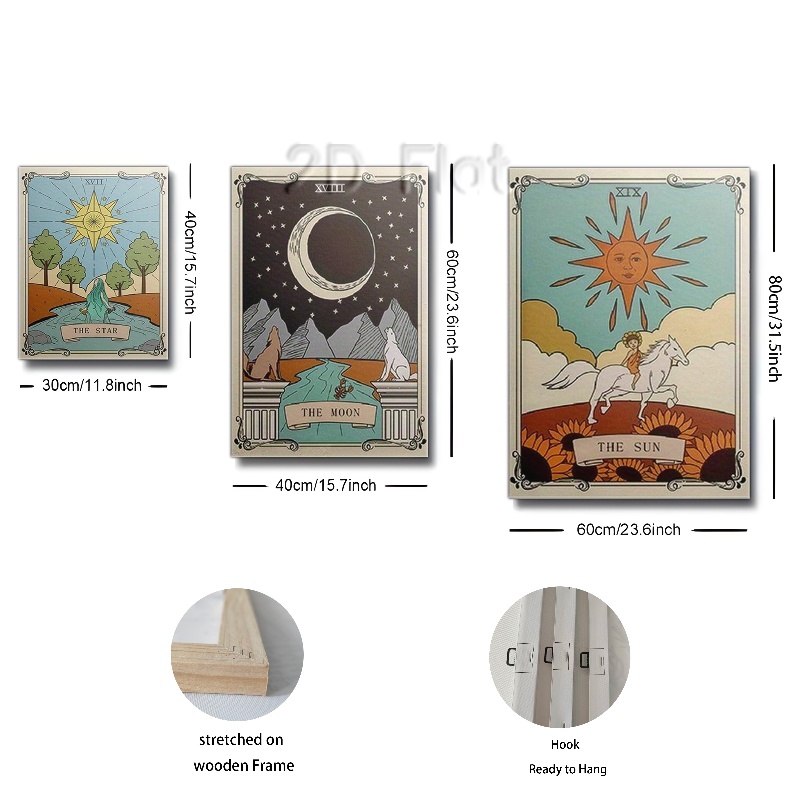 2D Flat
XVII
THE STAR
40cm/15.7inch
30cm/11.8inch
XVIII
THE MOON
60cm/23.6inch
40cm/15.7inch
XIX
THE SUN
80cm/31.5inch
60cm/23.6inch
stretched on
wooden Frame
Hook
Ready to Hang